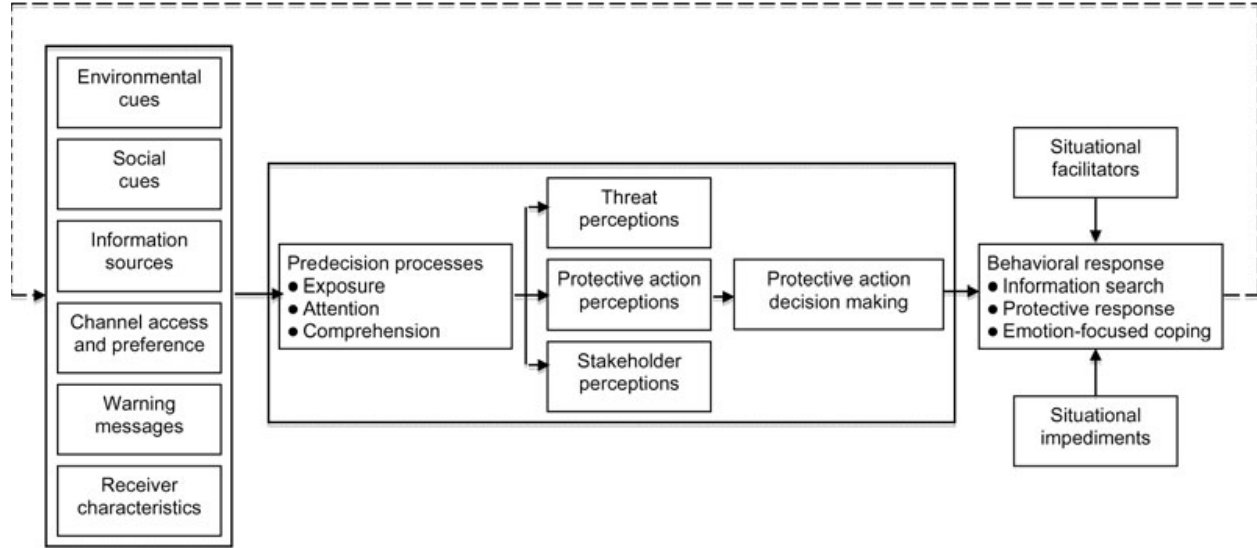 Environmental
cues
Social
cues
Information
sources
Channel access
and preference
Warning
messages
Receiver
characteristics
Predecision processes
● Exposure
● Attention
● Comprehension
Threat
perceptions
Protective action
perceptions
Stakeholder
perceptions
Protective action
decision making
Situational
facilitators
Behavioral response
● Information search
● Protective response
● Emotion-focused coping
Situational
impediments